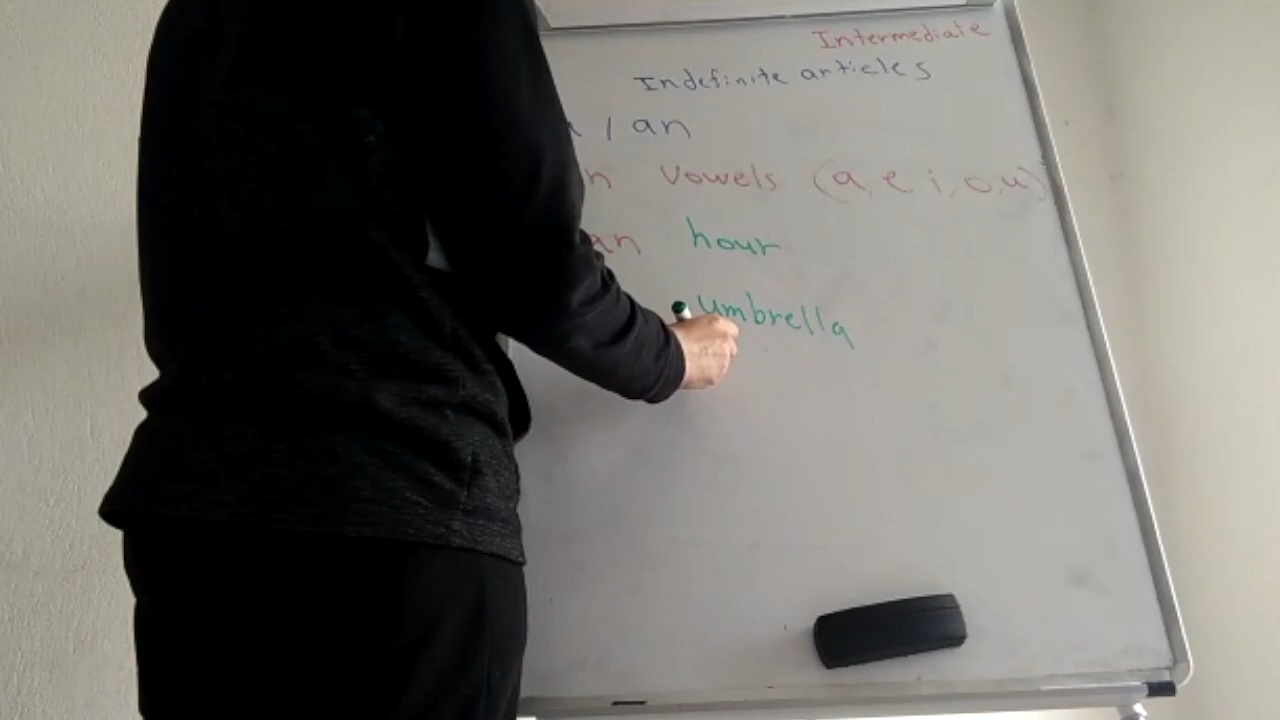 Intermediate
Indefinite articles
a / an
n vowels (a, e, i, o, u)
an hour
umbrella